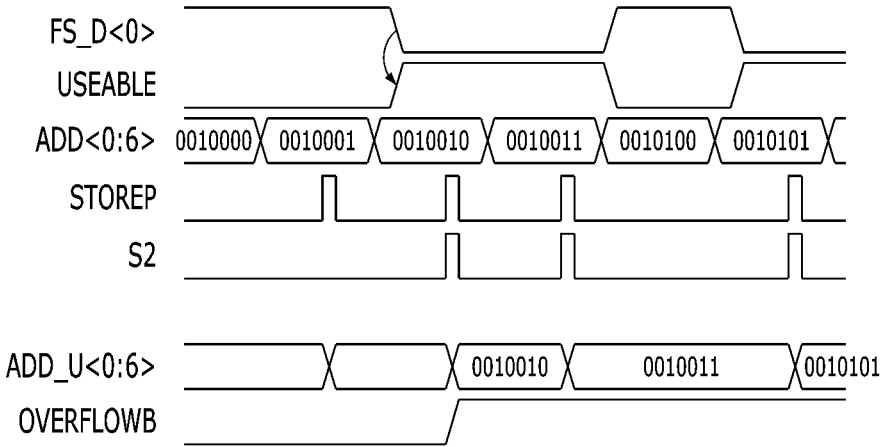 FS_D<0>
USEABLE
ADD<0:6> 0010000 0010001 0010010 0010011 0010100 0010101
STOREP
S2
ADD_U<0:6> 0010010 0010011 0010101
OVERFLOWB